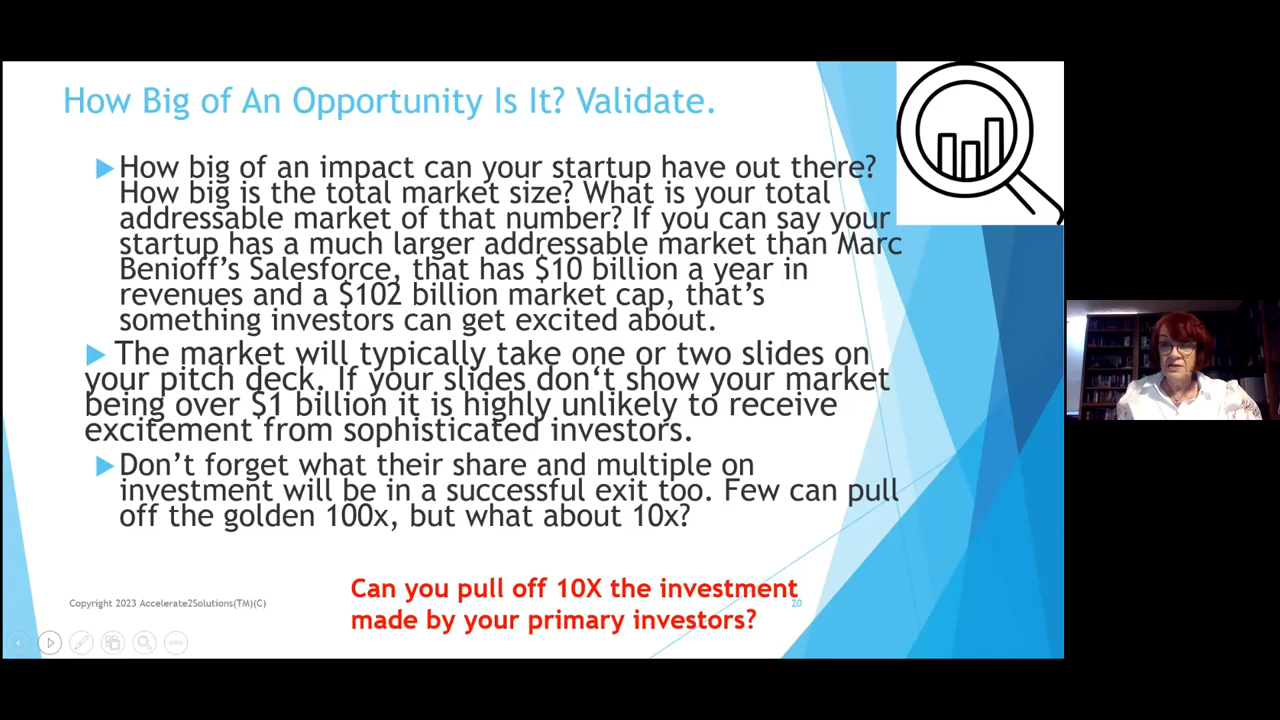 How Big of An Opportunity Is It? Validate.
How big of an impact can your startup have out there?
How big is the total market size? What is your total
addressable market of that number? If you can say your
startup has a much larger addressable market than Marc
Benioff’s Salesforce, that has $10 billion a year in
revenues and a $102 billion market cap, that’s
something investors can get excited about.
The market will typically take one or two slides on
your pitch deck. If your slides don‘t show your market
being over $1 billion it is highly unlikely to receive
excitement from sophisticated investors.
Don’t forget what their share and multiple on
investment will be in a successful exit too. Few can pull
off the golden 100x, but what about 10x?
Can you pull off 10X the investment
made by your primary investors?
Copyright 2023 Accelerate2Solutions(TM)(C)
20